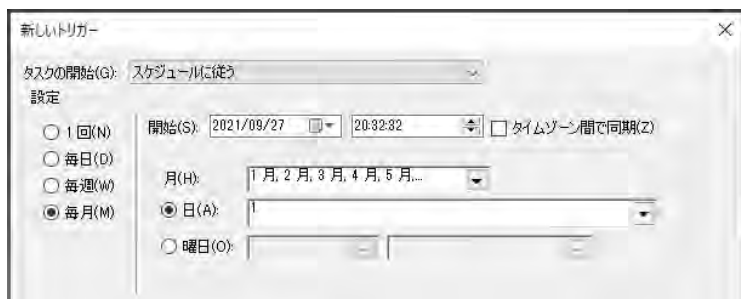 新しいトリガー
タスクの開始(G): スケジュールに従う
設定
1 回(N)
毎日(D)
毎週(W)
毎月(M)
開始(S): 2021/09/27 20:32:32 タイムゾーン間で同期(Z)
月(H): 1 月, 2 月, 3 月, 4 月, 5 月,...
日(A): 1
曜日(O):